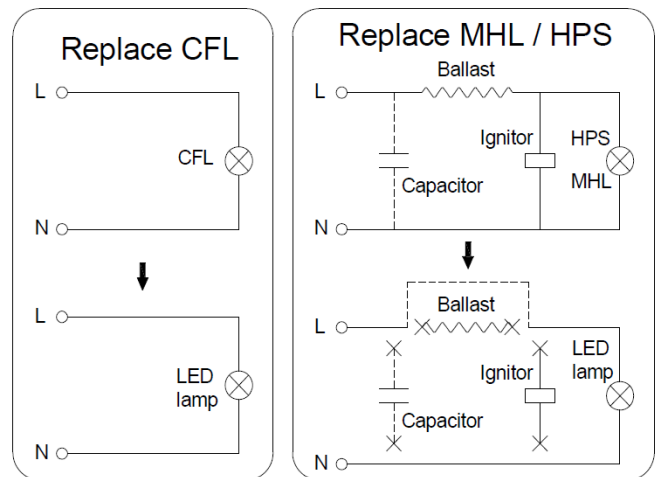 Replace CFL
L
CFL
N
L
LED
lamp
N
Replace MHL / HPS
Ballast
L
Ignitor
HPS
MHL
Capacitor
N
Ballast
L
Ignitor
LED
lamp
Capacitor
N